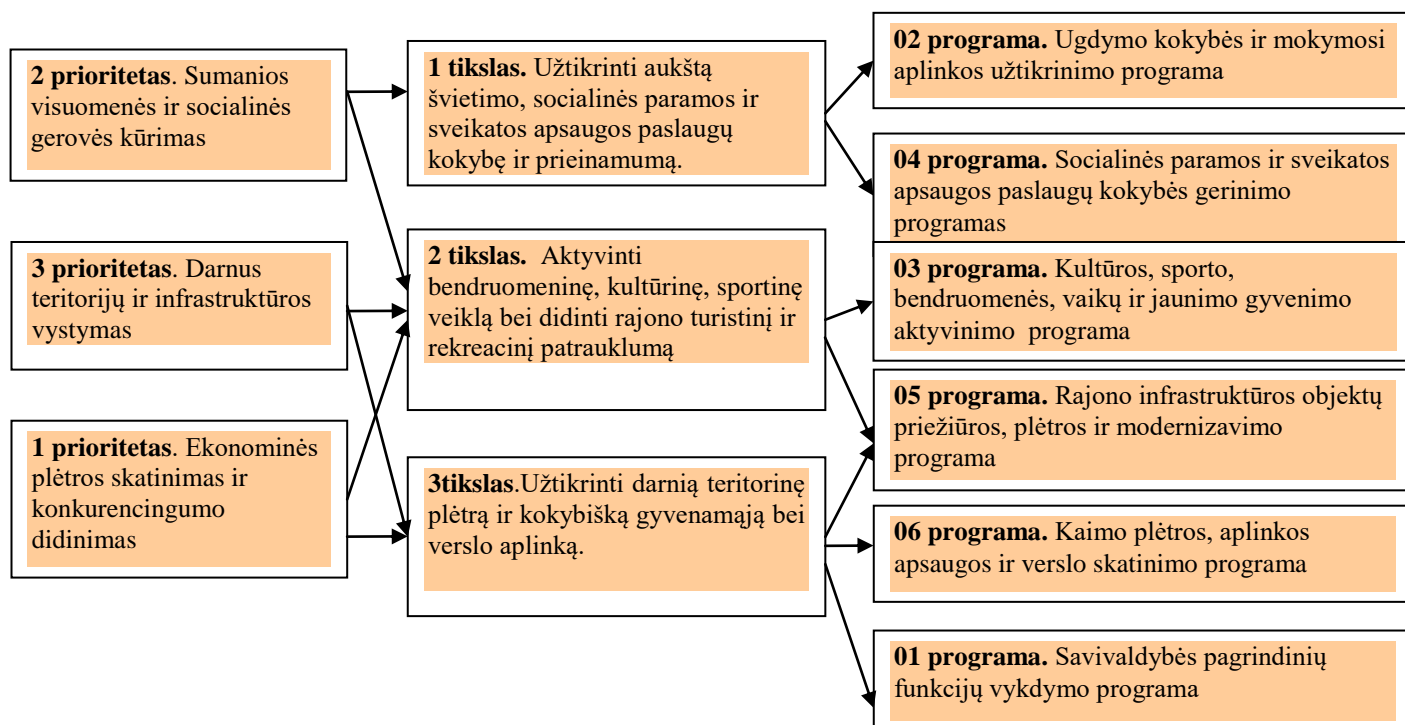 2 prioritetas. Sumanios
visuomenės ir socialinės
gerovės kūrimas
3 prioritetas. Darnus
teritorijų ir infrastruktūros
vystymas
1 prioritetas. Ekonominės
plėtros skatinimas ir
konkurencingumo
didinimas
1 tikslas. Užtikrinti aukštą
švietimo, socialinės paramos ir
sveikatos apsaugos paslaugų
kokybę ir prieinamumą.
2 tikslas. Aktyvinti
bendruomeninę, kultūrinę, sportinę
veiklą bei didinti rajono turistinį ir
rekreacinį patrauklumą
3tikslas.Užtikrinti darnią teritorinę
plėtrą ir kokybišką gyvenamąją bei
verslo aplinką.
02 programa. Ugdymo kokybės ir mokymosi
aplinkos užtikrinimo programa
04 programa. Socialinės paramos ir sveikatos
apsaugos paslaugų kokybės gerinimo
programas
03 programa. Kultūros, sporto,
bendruomenės, vaikų ir jaunimo gyvenimo
aktyvinimo programa
05 programa. Rajono infrastruktūros objektų
priežiūros, plėtros ir modernizavimo
programa
06 programa. Kaimo plėtros, aplinkos
apsaugos ir verslo skatinimo programa
01 programa. Savivaldybės pagrindinių
funkcijų vykdymo programa